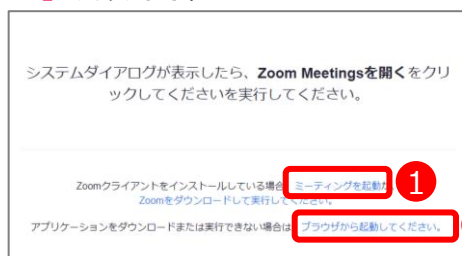 システムダイアログが表示したら、Zoom Meetingsを開くをクリ
ックしてくださいを実行してください。
Zoomクライアントをインストールしている場合 ミーティングを起動
1
Zoomをダウンロードして実行してください。
アプリケーションをダウンロードまたは実行できない場合は ブラウザから起動してください。